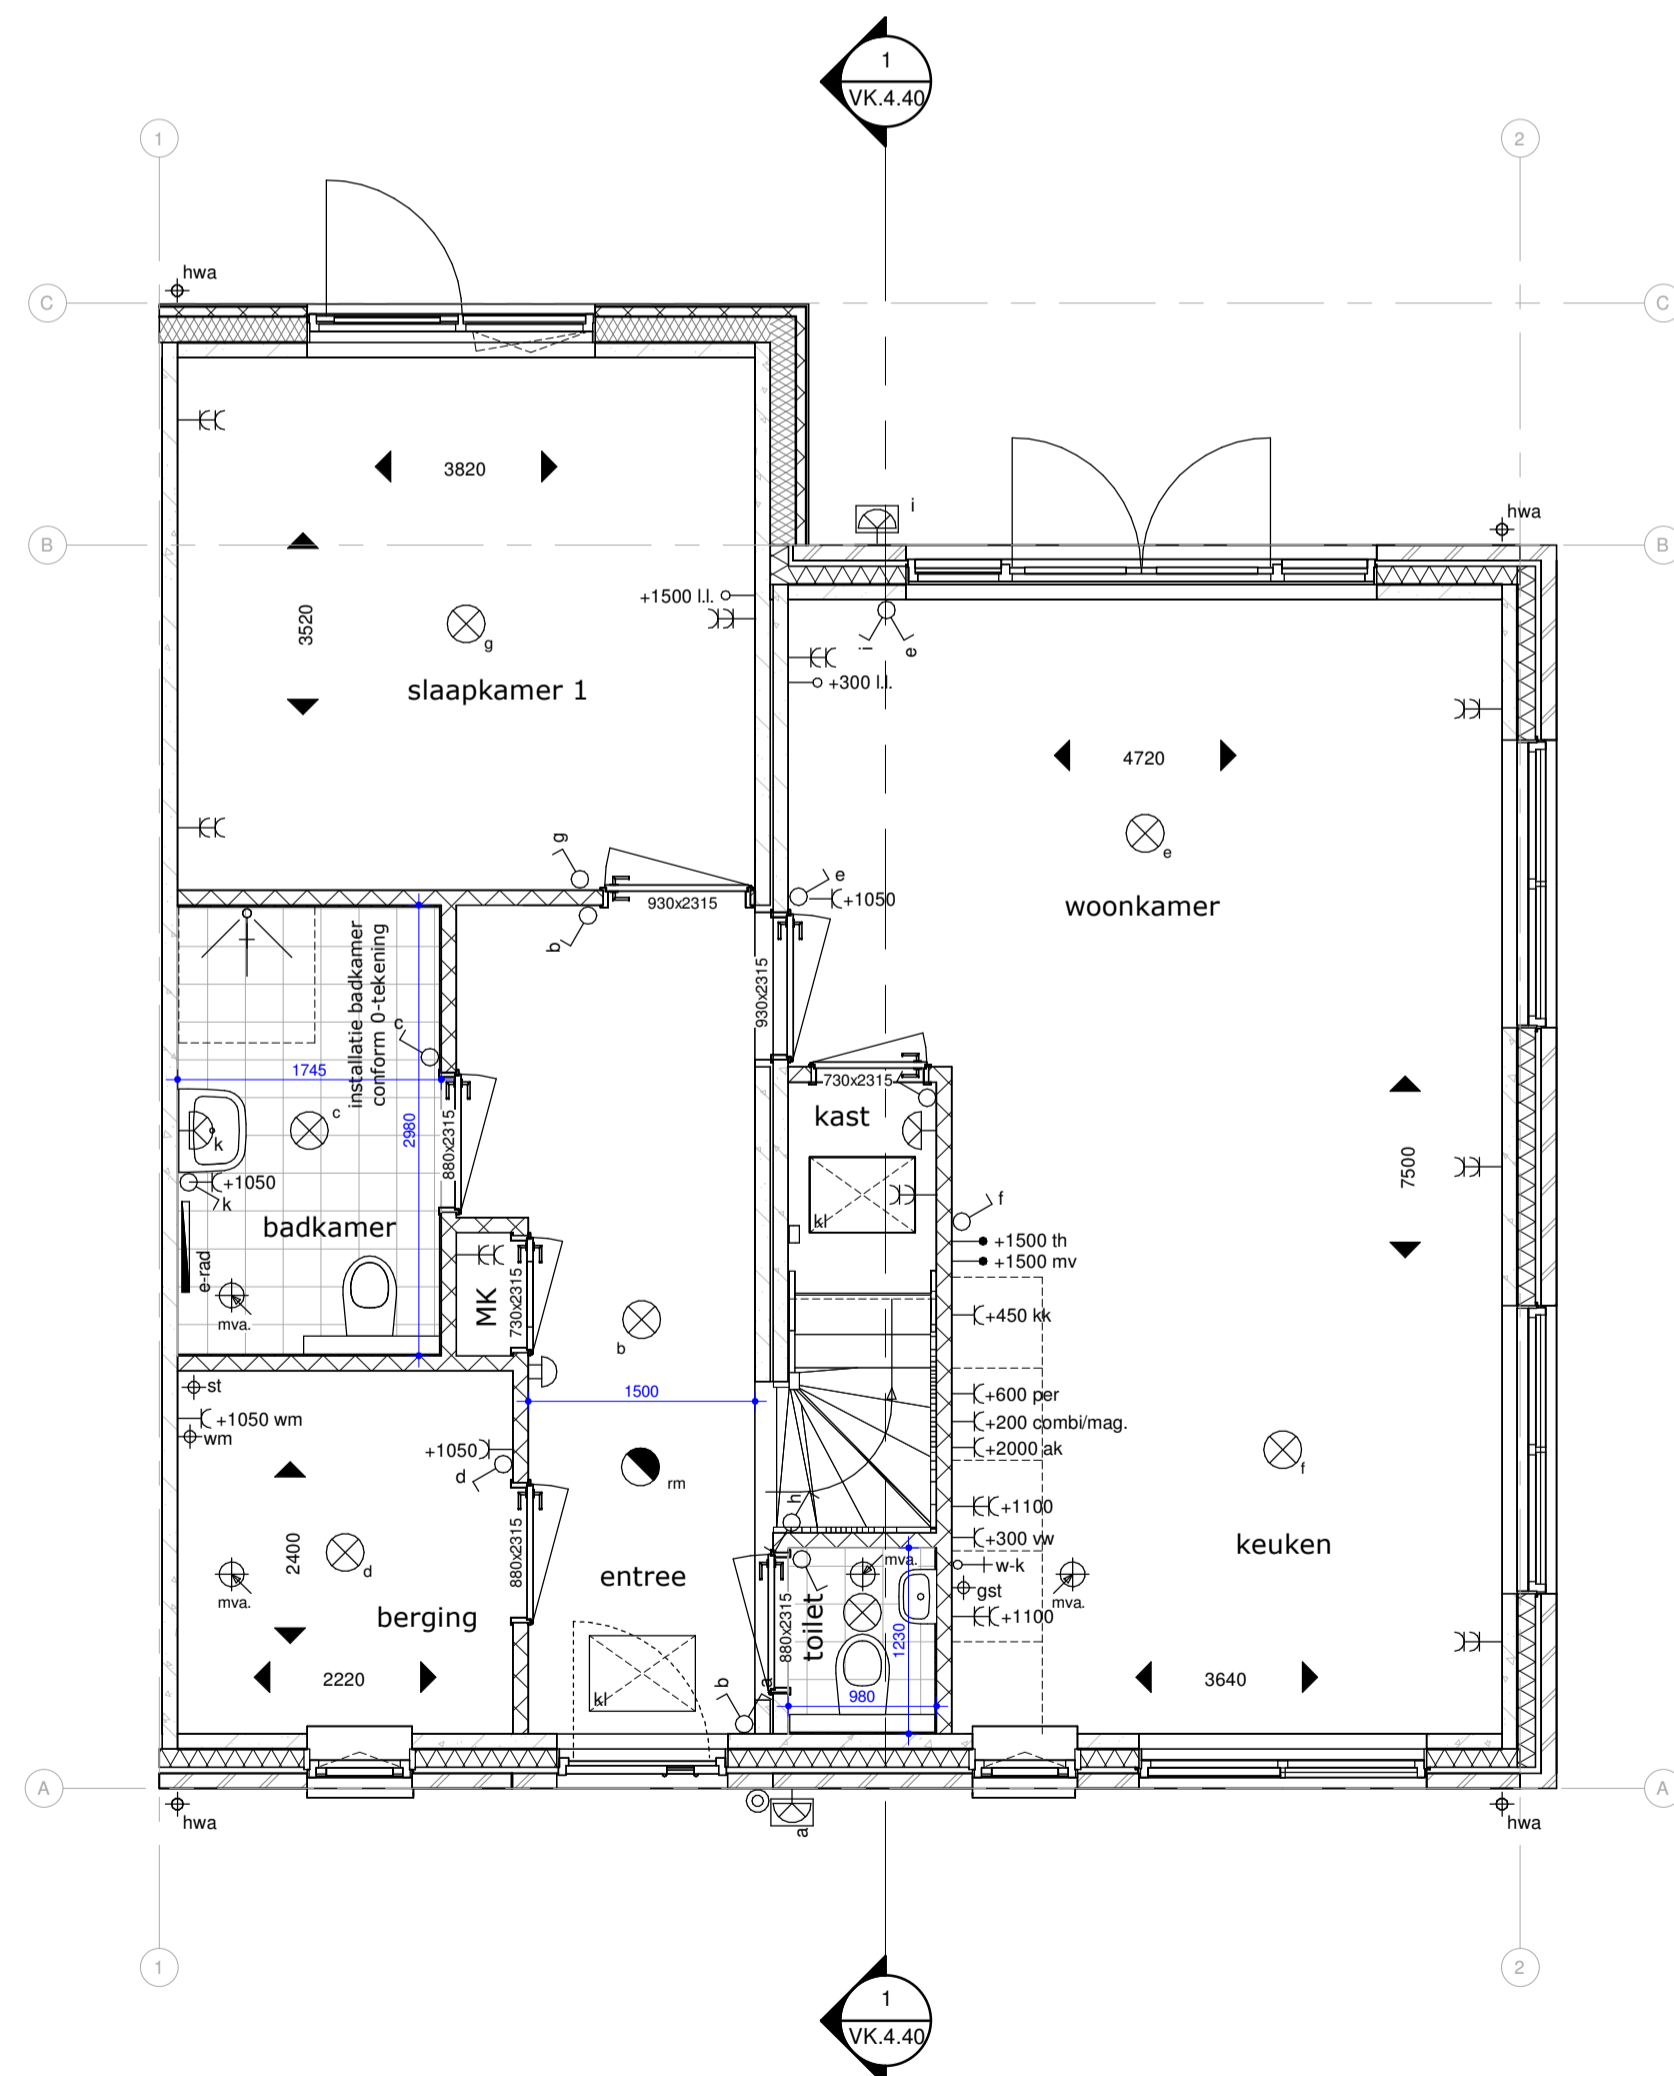 1
VK.4.40
1
2
hwa
C
C
3820
i
hwa
B
B
3520
+1500 l.l.
g
i
e
slaapkamer 1
+300 l.l.
4720
e
g
e
+1050
woonkamer
930x2315
b
930x2315
installatie badkamer
conform 0-tekening
c
1745
730x2315
kast
c
k
2980
880x2315
7500
+1050
k
kl
f
badkamer
+1500 th
+1500 mv
e-rad
MK
730x2315
mva.
+450 kk
b
st
1500
+600 per
+1050 wm
+200 combi/mag.
wm
+1050
+2000 ak
d
rm
f
h
+1100
2400
880x2315
+300 vw
keuken
d
mva.
w-k
entree
gst
mva.
mva.
+1100
berging
toilet
880x2315
1230
2220
kl
b
a
980
3640
A
A
hwa
a
hwa
1
2
1
VK.4.40